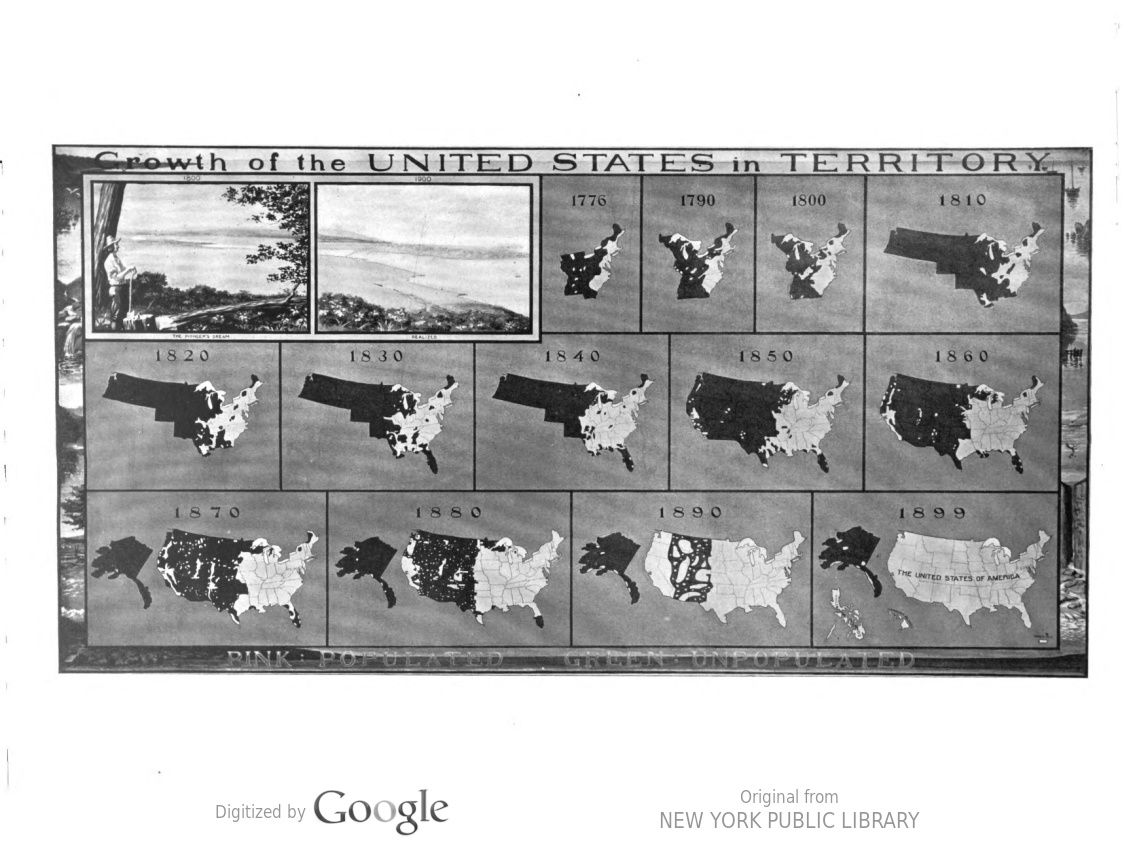 Growth of the UNITED STATES in TERRITORY.
1800
1900
THE PIONEER'S DREAM
REALIZED
1776
1790
1800
1810
1820
1830
1840
1850
1860
1870
1880
1890
1899
THE UNITED STATES OF AMERICA
PINK · POPULATED GREEN · UNPOPULATED
Digitized by Google
Original from
NEW YORK PUBLIC LIBRARY